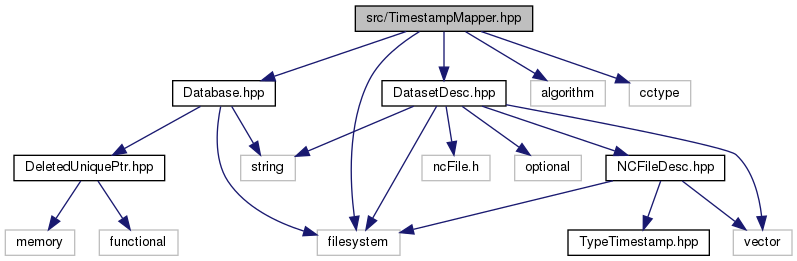 src/TimestampMapper.hpp
Database.hpp
DatasetDesc.hpp
algorithm
cctype
DeletedUniquePtr.hpp
string
ncFile.h
optional
NCFileDesc.hpp
memory
functional
filesystem
TypeTimestamp.hpp
vector